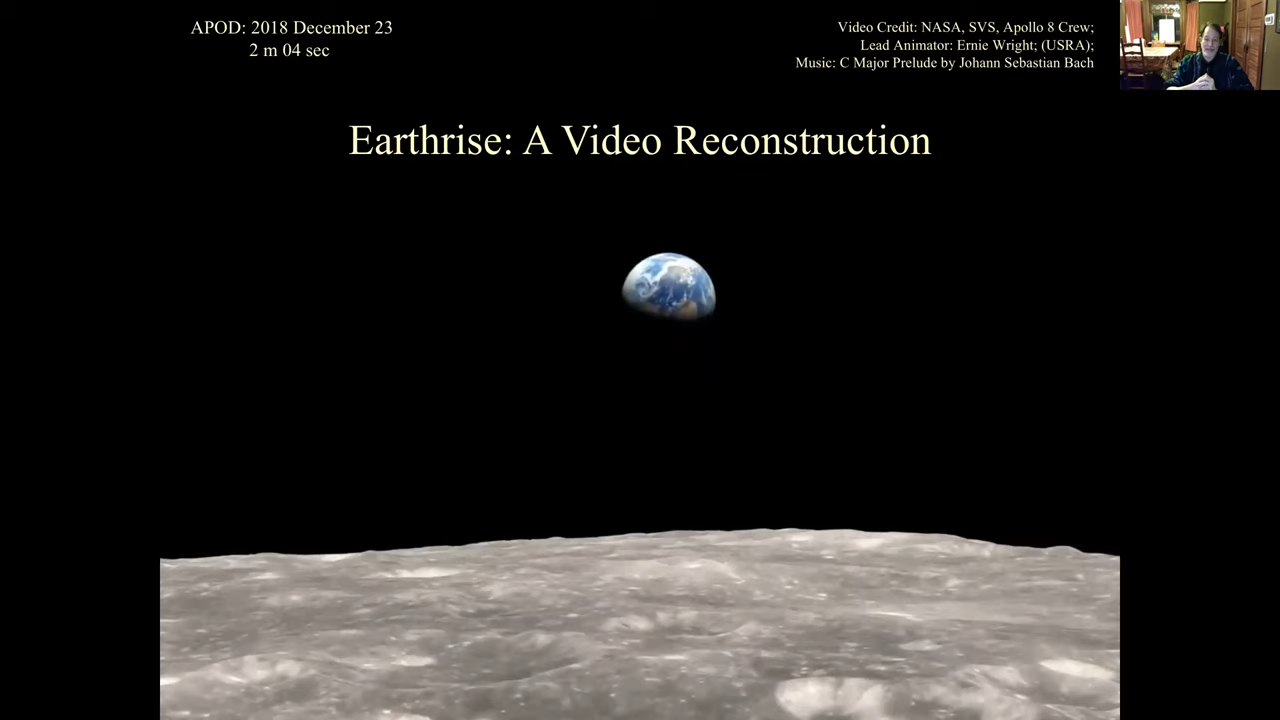 APOD: 2018 December 23
2 m 04 sec
Video Credit: NASA, SVS, Apollo 8 Crew;
Lead Animator: Ernie Wright; (USRA);
Music: C Major Prelude by Johann Sebastian Bach
Earthrise: A Video Reconstruction